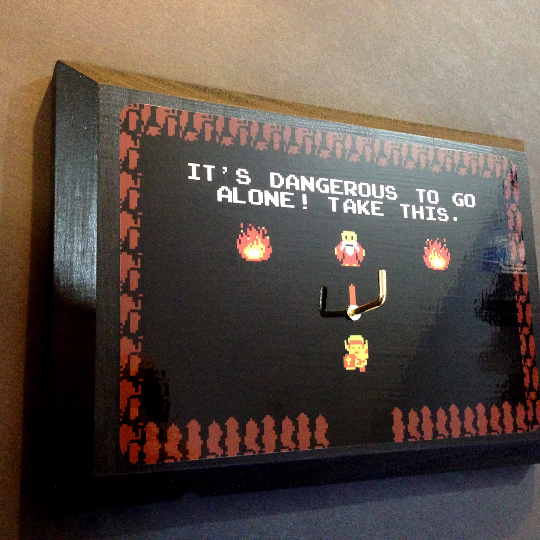 IT'S DANGEROUS TO GO
ALONE! TAKE THIS.